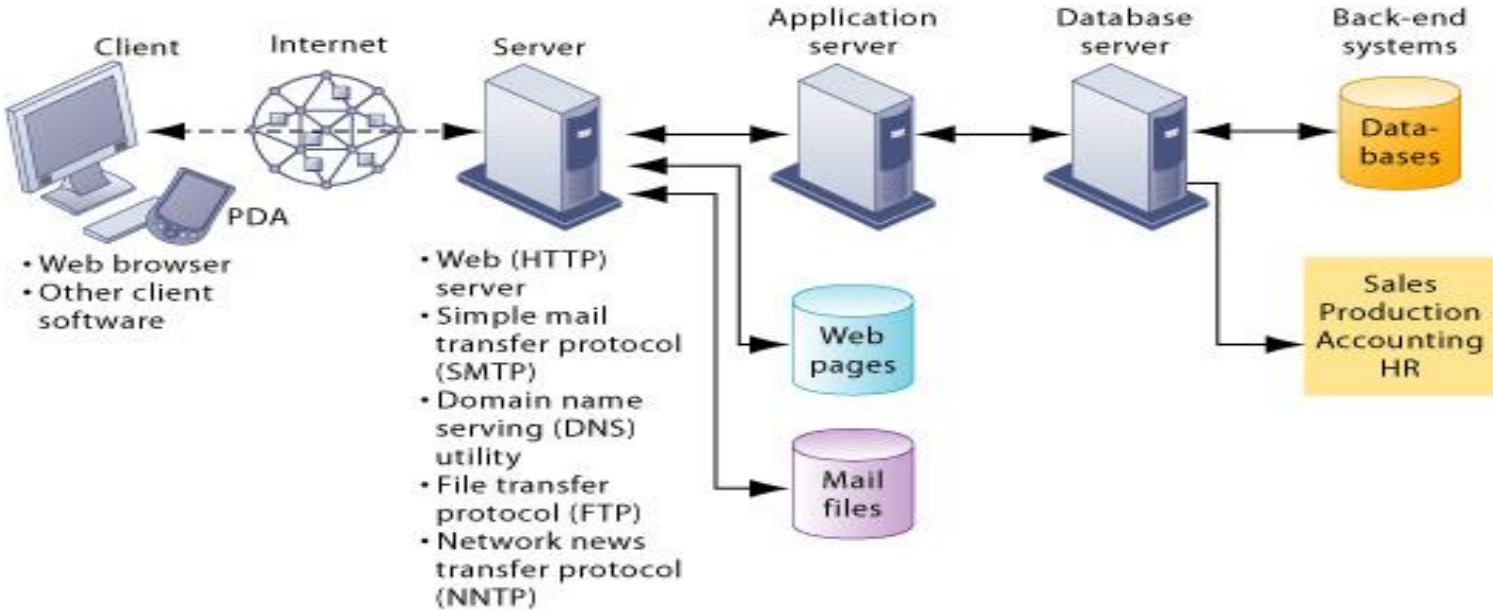 Client
Internet
Server
Application
server
Database
server
Back-end
systems
PDA
• Web browser
• Other client
software
• Web (HTTP)
server
• Simple mail
transfer protocol
(SMTP)
• Domain name
serving (DNS)
utility
• File transfer
protocol (FTP)
• Network news
transfer protocol
(NNTP)
Web
pages
Mail
files
Data-
bases
Sales
Production
Accounting
HR